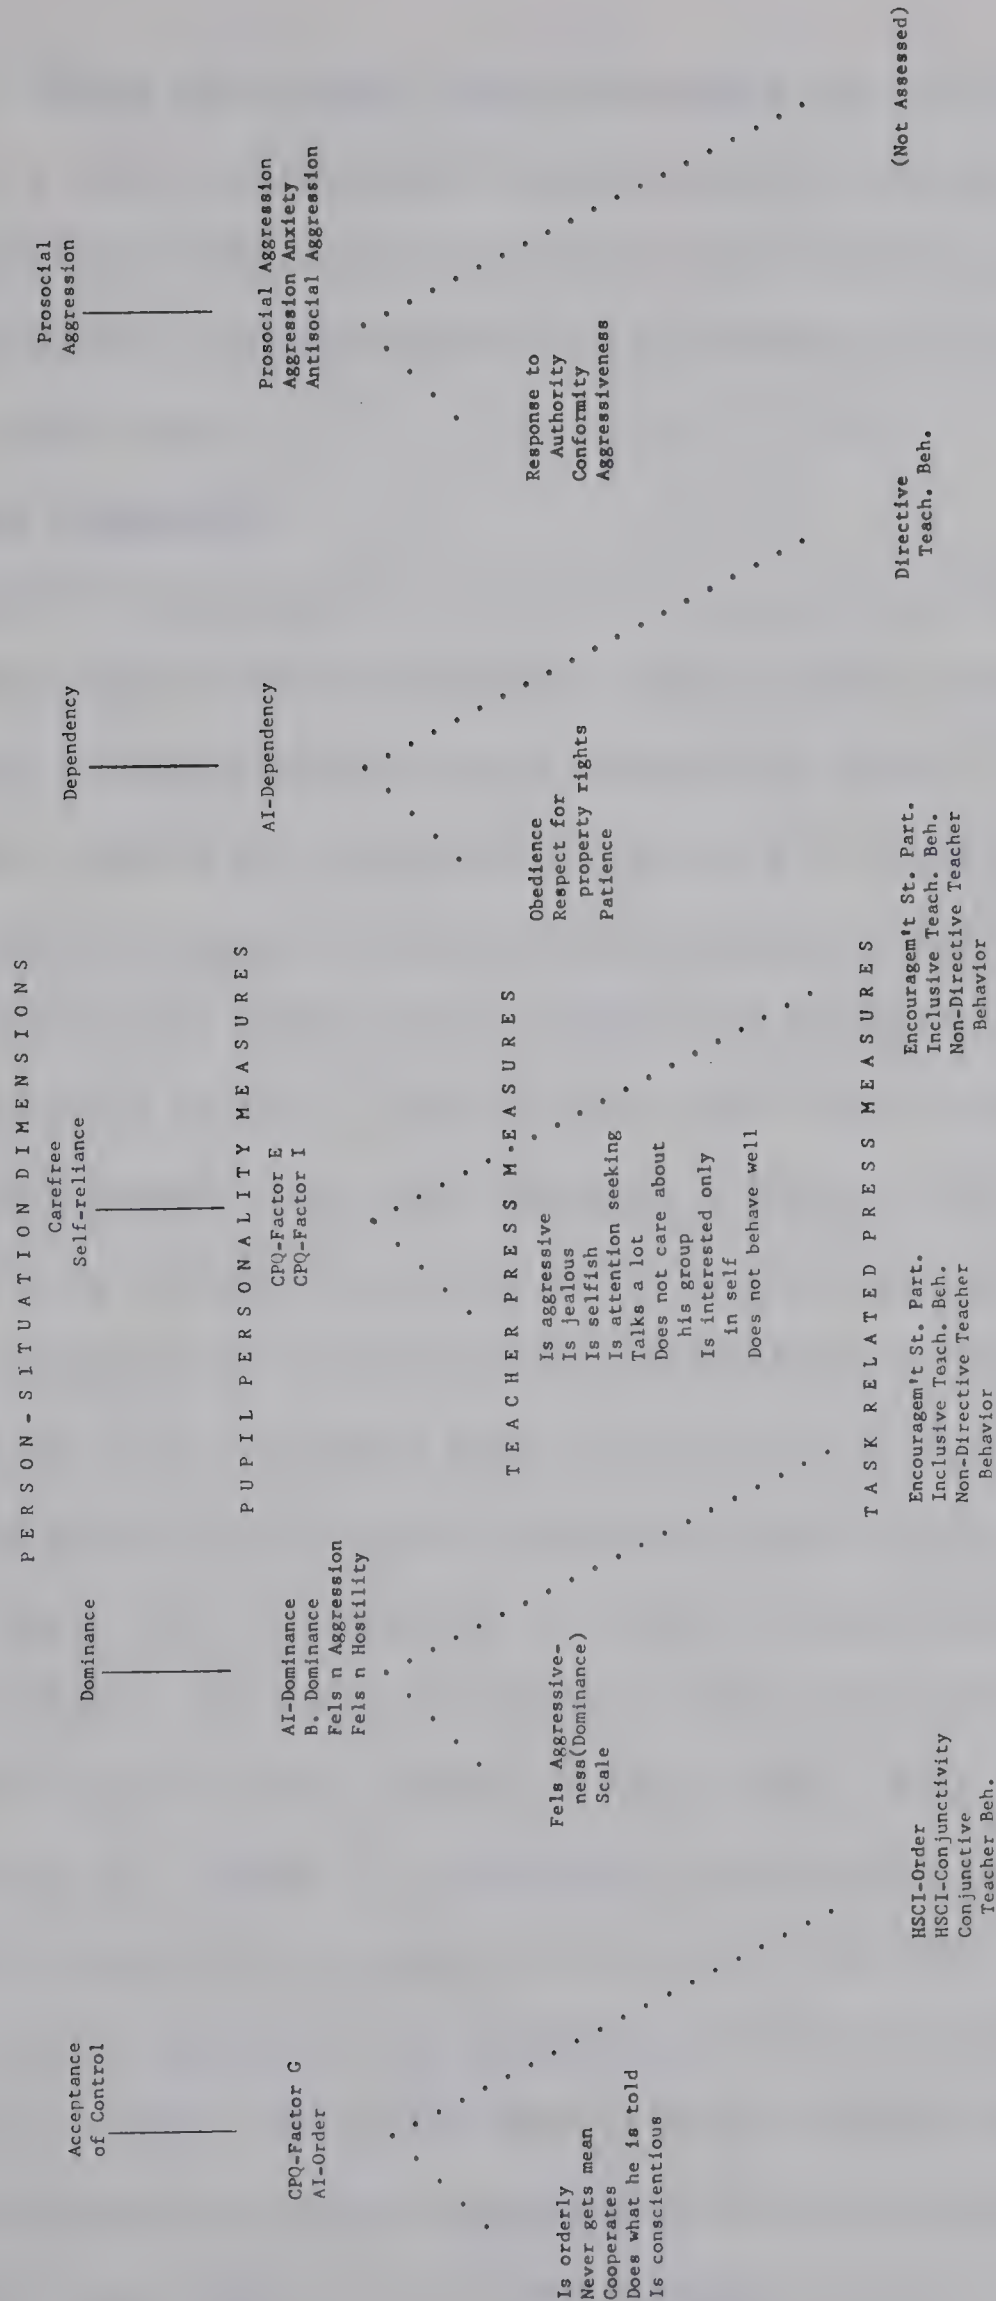 PERSON-SITUATION DIMENSIONS
Acceptance
of Control
Dominance
Carefree
Self-reliance
Dependency
Prosocial
Aggression
PUPIL PERSONALITY MEASURES
CPQ-Factor G
AI-Order
AI-Dominance
B. Dominance
Fels n Aggression
Fels n Hostility
CPQ-Factor E
CPQ-Factor I
AI-Dependency
Prosocial Aggression
Aggression Anxiety
Antisocial Aggression
TEACHER PRESS M.EASURES
Is orderly
Never gets mean
Cooperates
Does what he is told
Is conscientious
Fels Aggressive-
ness(Dominance)
Scale
Is aggressive
Is jealous
Is selfish
Is attention seeking
Talks a lot
Does not care about
his group
Is interested only
in self
Does not behave well
Obedience
Respect for
property rights
Patience
Response to
Authority
Conformity
Aggressiveness
TASK RELATED PRESS MEASURES
HSCI-Order
HSCI-Conjunctivity
Conjunctive
Teacher Beh.
Encouragem't St. Part.
Inclusive Teach. Beh.
Non-Directive Teacher
Behavior
Encouragem't St. Part.
Inclusive Teach. Beh.
Non-Directive Teacher
Behavior
Directive
Teach. Beh.
(Not Assessed)